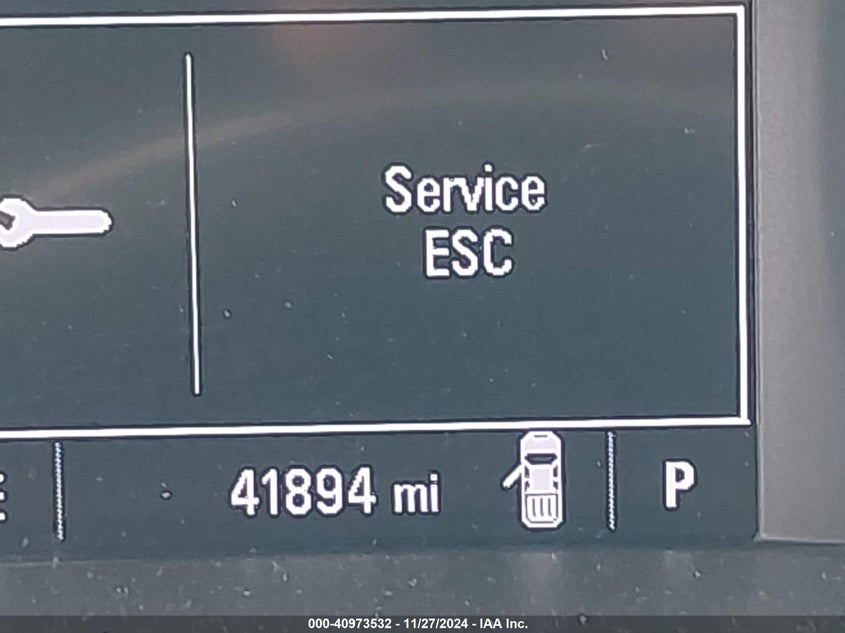 Service
ESC
41894 mi
P
000-40973532 - 11/27/2024 - IAA Inc.